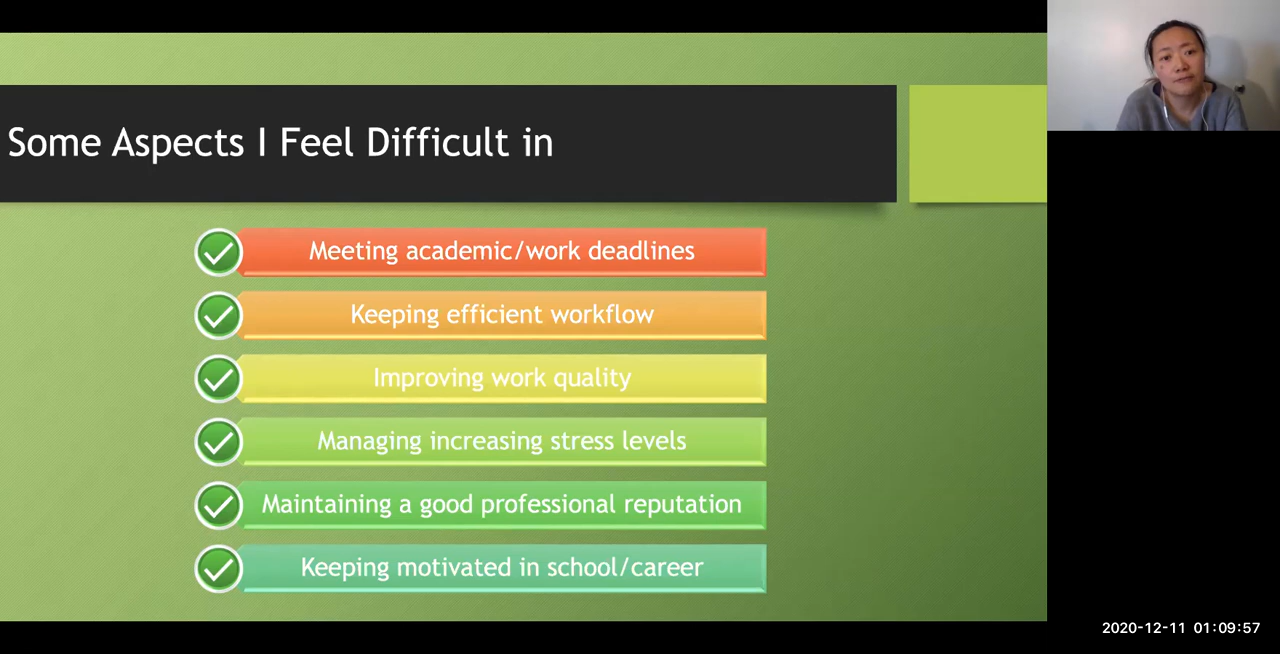 Some Aspects I Feel Difficult in
Meeting academic/work deadlines
Keeping efficient workflow
Improving work quality
Managing increasing stress levels
Maintaining a good professional reputation
Keeping motivated in school/career
2020-12-11 01:09:57